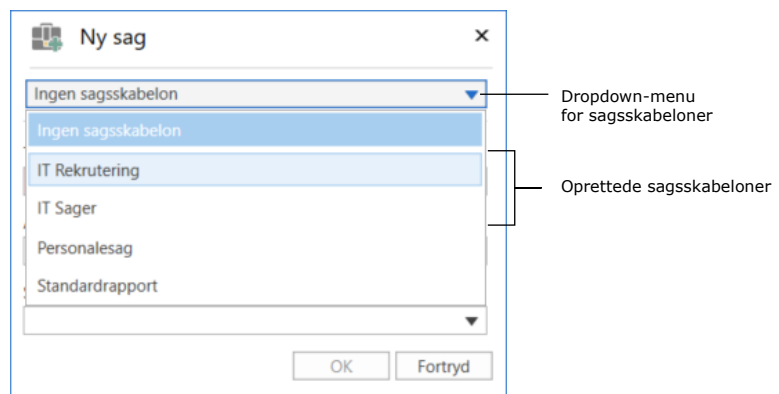 Ny sag
Ingen sagsskabelon
Ingen sagsskabelon
IT Rekrutering
IT Sager
Personalesag
Standardrapport
OK
Fortryd
Dropdown-menu
for sagsskabeloner
Oprettede sagsskabeloner